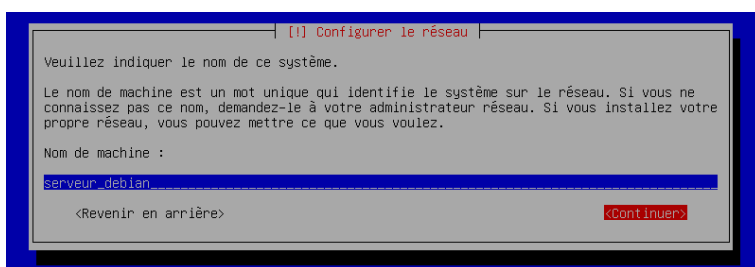 [!] Configurer le réseau
Veuillez indiquer le nom de ce système.
Le nom de machine est un mot unique qui identifie le système sur le réseau. Si vous ne
connaissez pas ce nom, demandez-le à votre administrateur réseau. Si vous installez votre
propre réseau, vous pouvez mettre ce que vous voulez.
Nom de machine :
serveur_debian
<Revenir en arrière> <Continuer>